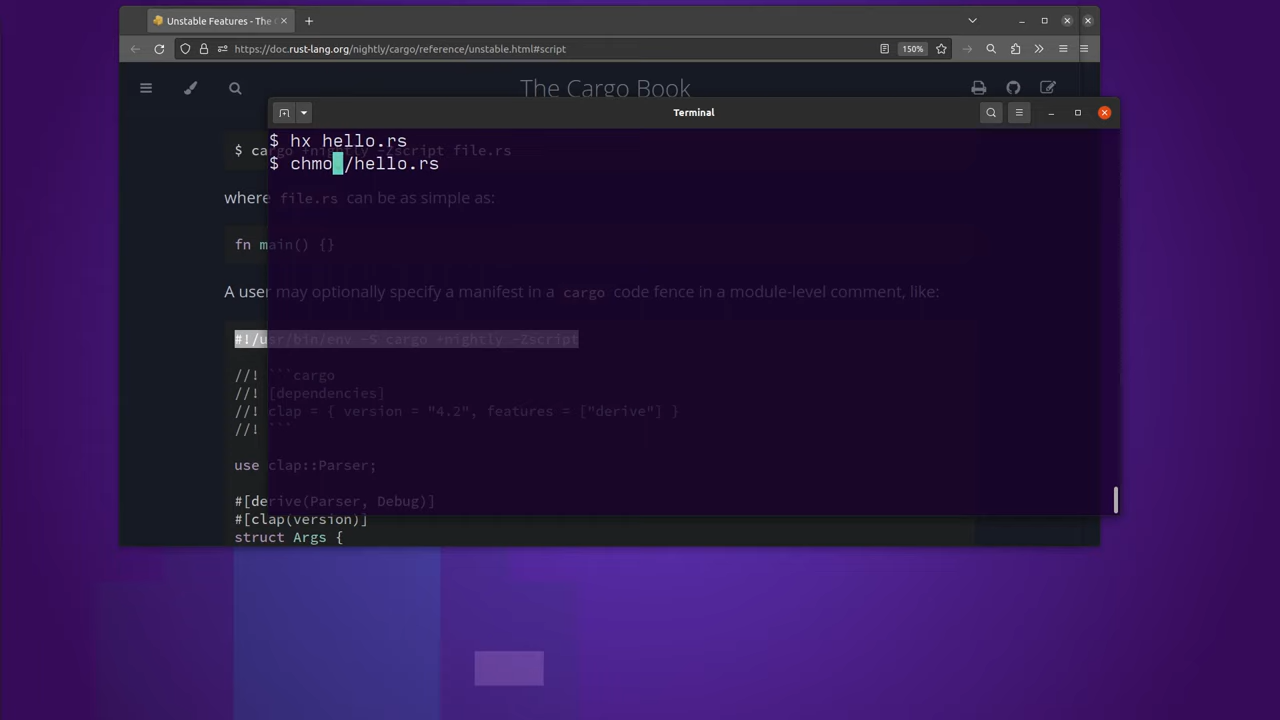 Unstable Features - The C
https://doc.rust-lang.org/nightly/cargo/reference/unstable.html#script
150%
The Cargo Book
Terminal
$ hx hello.rs
$ chmo /hello.rs
$ cargo +nightly -Zscript file.rs
where file.rs can be as simple as:
fn main() {}
A user may optionally specify a manifest in a cargo code fence in a module-level comment, like:
#!/usr/bin/env -S cargo +nightly -Zscript
//! ```cargo
//! [dependencies]
//! clap = { version = "4.2", features = ["derive"] }
//! ```
use clap::Parser;
#[derive(Parser, Debug)]
#[clap(version)]
struct Args {